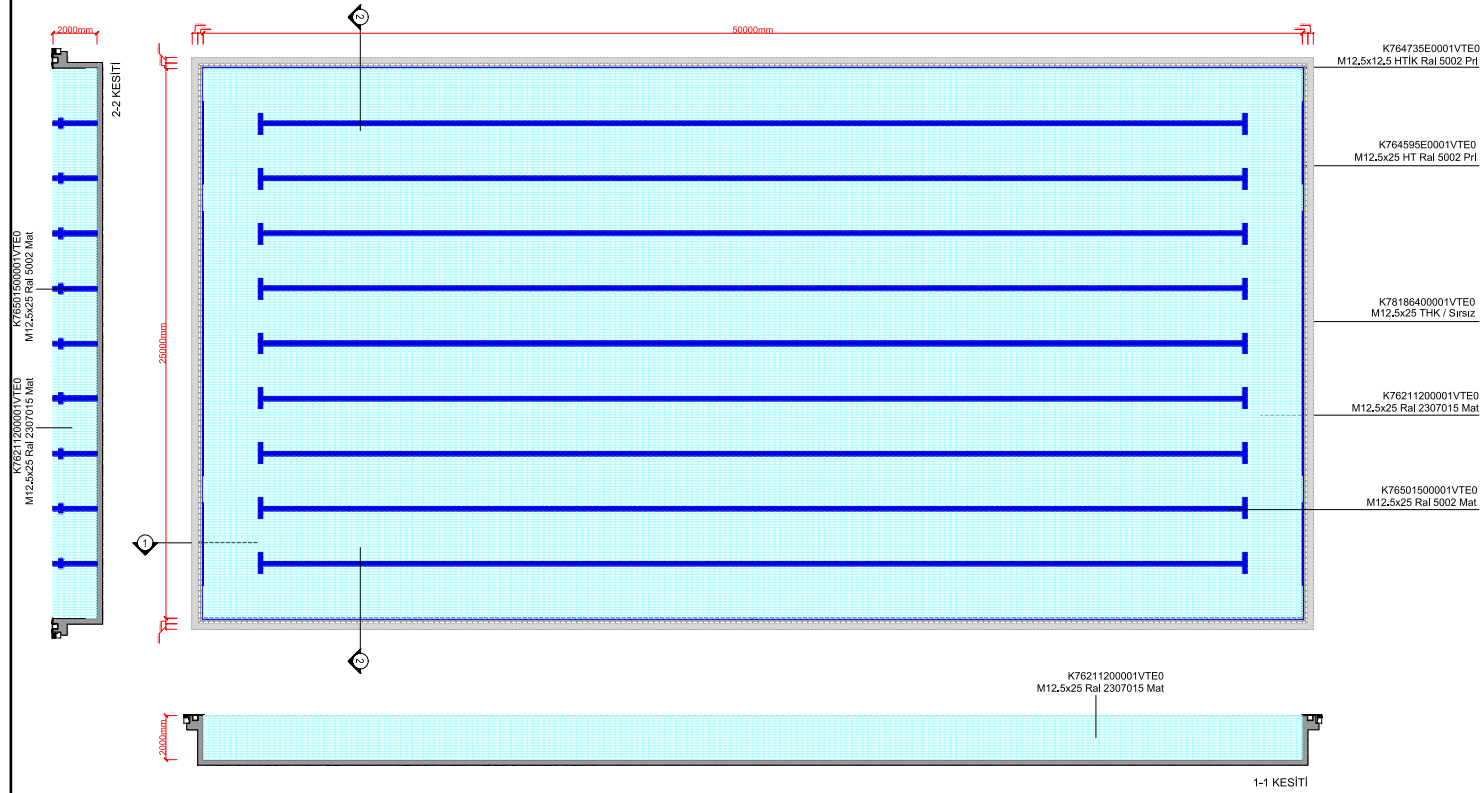 2000mm
2-2 KESİTİ
K76501500001VTE0
M12.5x25 Ral 5002 Mat
K76211200001VTE0
M12.5x25 Ral 2307015 Mat
2
50000mm
25000mm
K764735E0001VTE0
M12.5x12.5 HTİK Ral 5002 Prl
K764595E0001VTE0
M12.5x25 HT Ral 5002 Prl
K78186400001VTE0
M12.5x25 THK / Sırsız
K76211200001VTE0
M12.5x25 Ral 2307015 Mat
K76501500001VTE0
M12.5x25 Ral 5002 Mat
1
2
K76211200001VTE0
M12.5x25 Ral 2307015 Mat
2000mm
1-1 KESİTİ